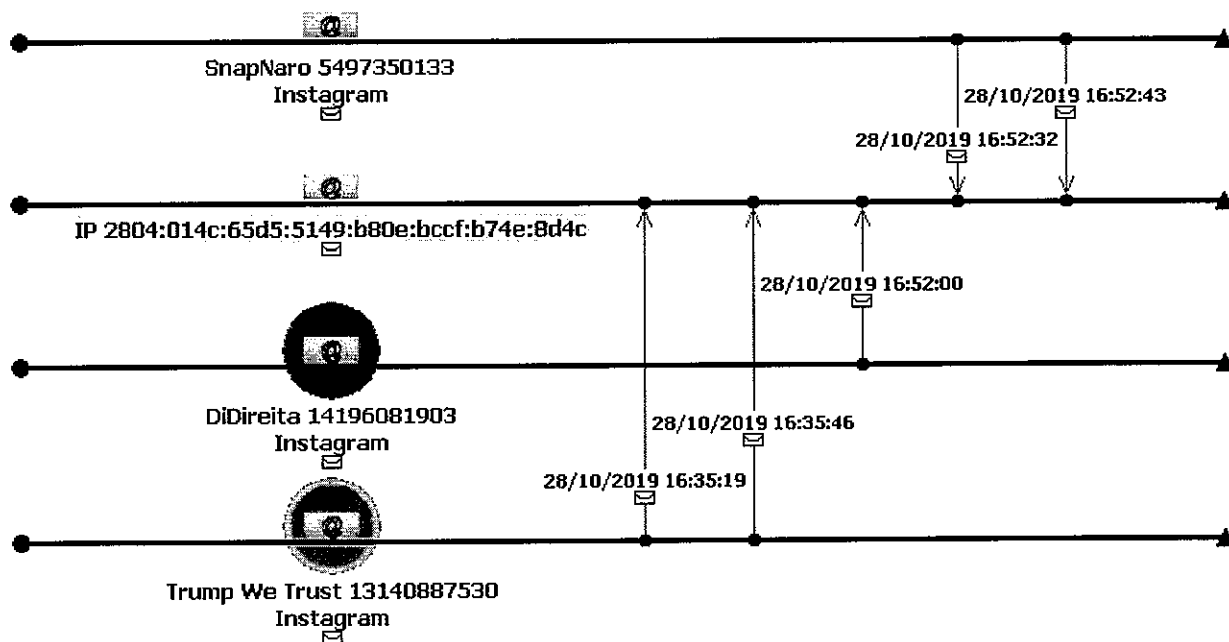 @
SnapNaro 5497350133
Instagram
28/10/2019 16:52:43
28/10/2019 16:52:32
@
IP 2804:014c:65d5:5149:b80e:bccf:b74e:8d4c
28/10/2019 16:52:00
@
DiDireita 14196081903
Instagram
28/10/2019 16:35:46
28/10/2019 16:35:19
@
Trump We Trust 13140887530
Instagram